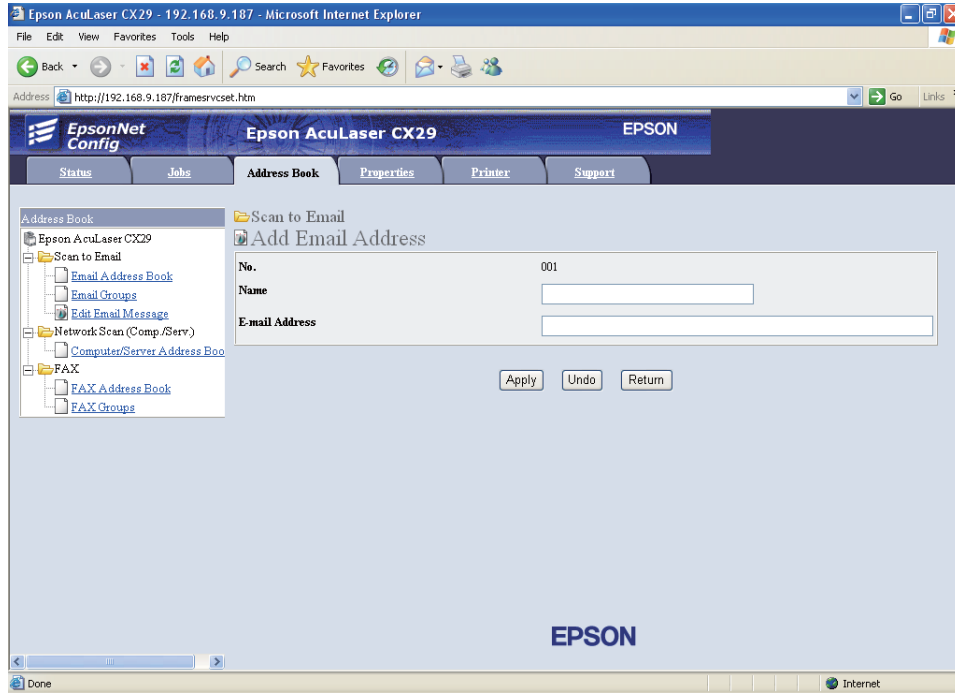 Epson AcuLaser CX29 - 192.168.9.187 - Microsoft Internet Explorer
File Edit View Favorites Tools Help
Back Search Favorites
Address http://192.168.9.187/framesrvcset.htm Go Links
EpsonNet
Config
Epson AcuLaser CX29
EPSON
Status Jobs Address Book Properties Printer Support
Address Book
Epson AcuLaser CX29
Scan to Email
Email Address Book
Email Groups
Edit Email Message
Network Scan (Comp./Serv.)
Computer/Server Address Boo
FAX
FAX Address Book
FAX Groups
Scan to Email
Add Email Address
No. 001
Name
E-mail Address
Apply Undo Return
EPSON
Done Internet